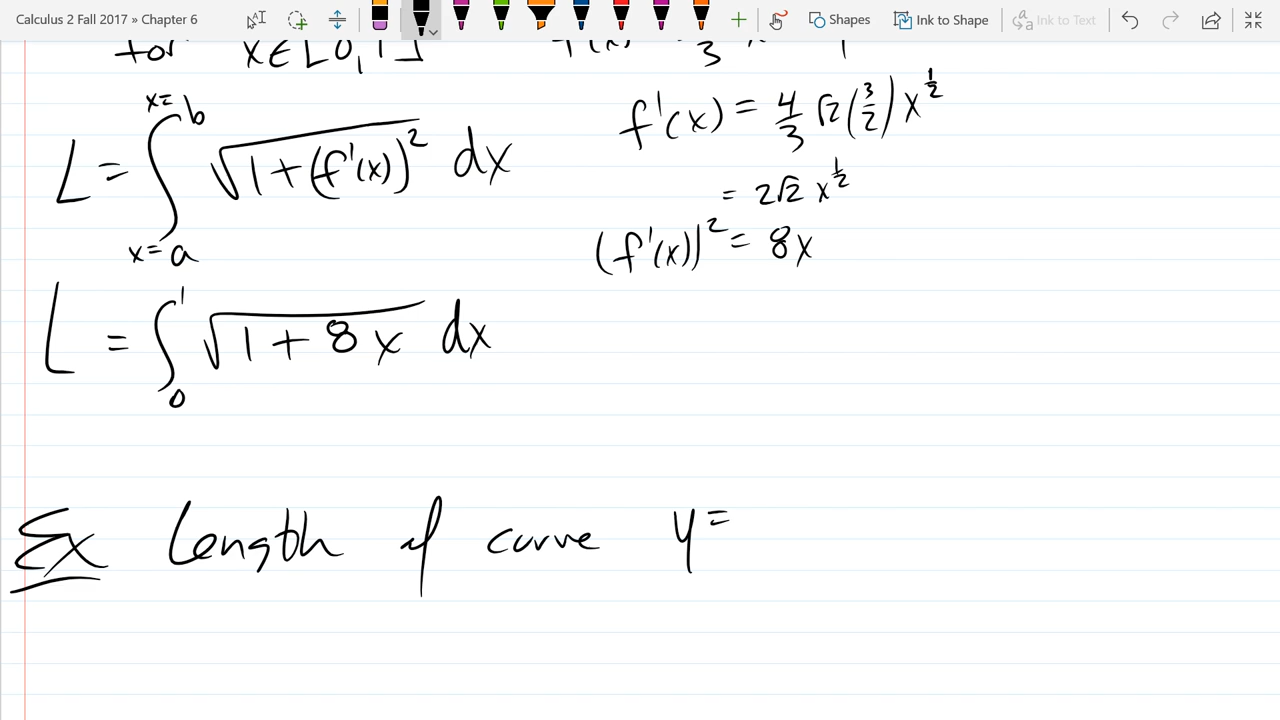 Calculus 2 Fall 2017 » Chapter 6
Shapes
Ink to Shape
Ink to Text
for x∈[0,1]
L = ∫_{x=a}^{x=b} √(1+(f'(x))²) dx
f'(x) = 4/3 √2 (3/2) x^{1/2}
= 2√2 x^{1/2}
(f'(x))² = 8x
L = ∫_0^1 √(1+8x) dx
Ex Length of curve y=